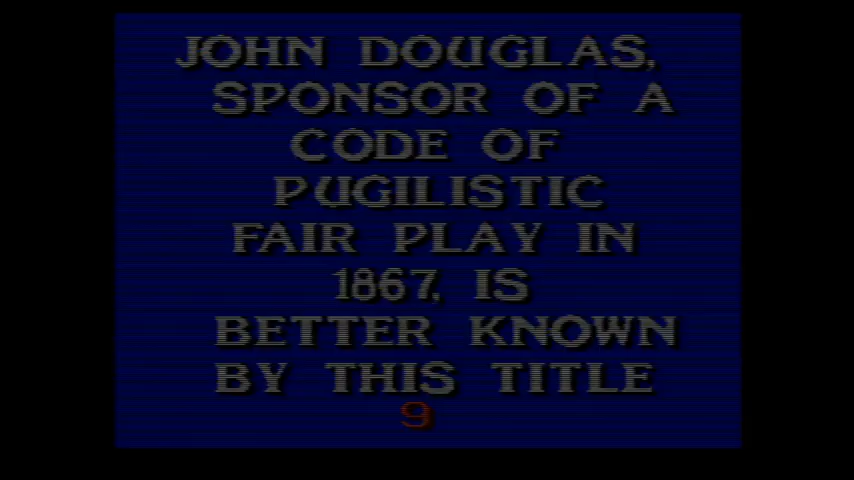 JOHN DOUGLAS,
SPONSOR OF A
CODE OF
PUGILISTIC
FAIR PLAY IN
1867, IS
BETTER KNOWN
BY THIS TITLE
9